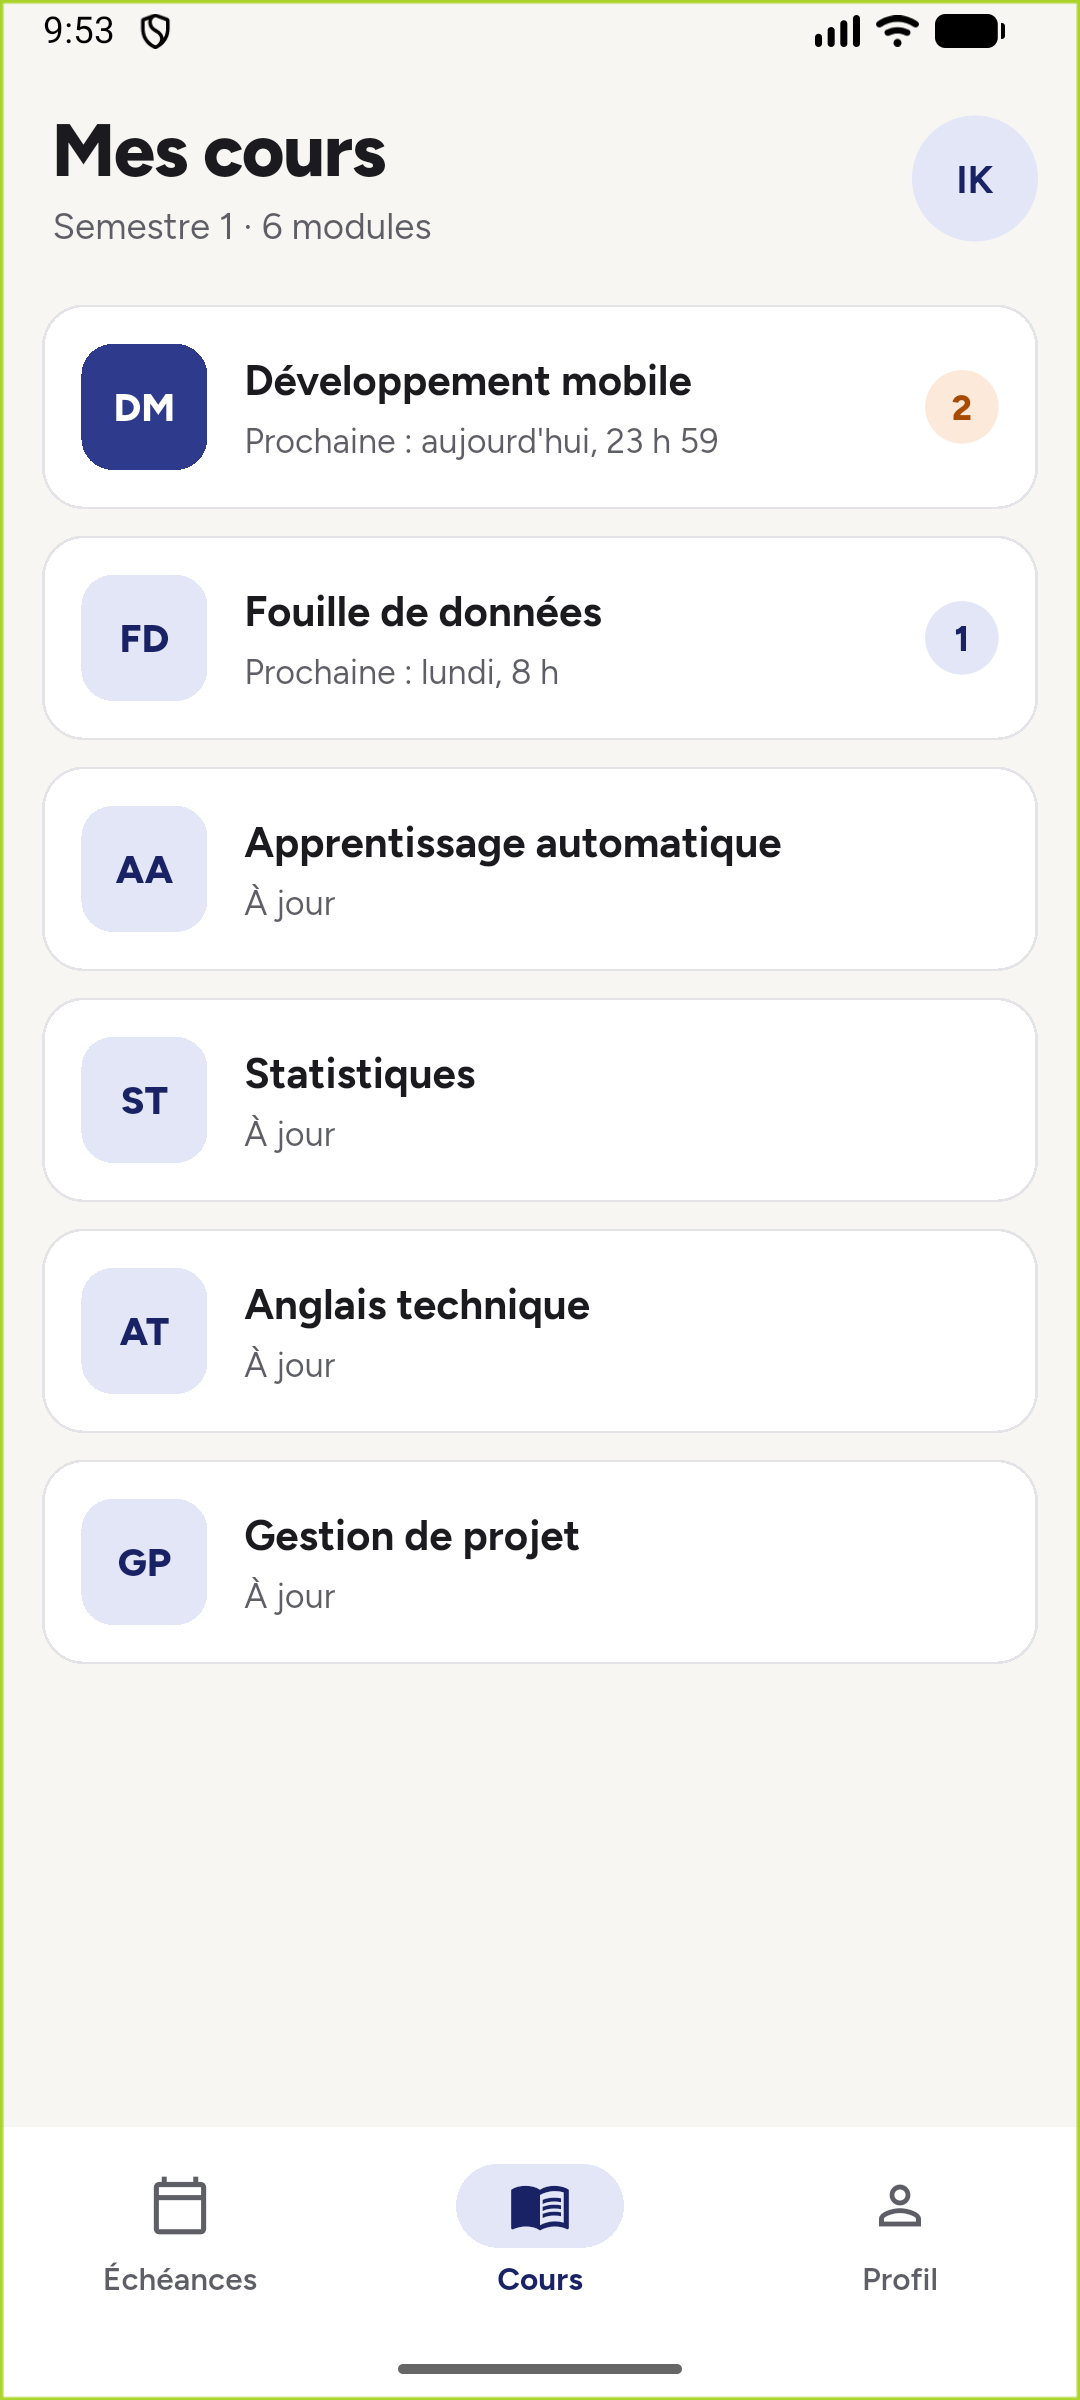 9:53
Mes cours
IK
Semestre 1 · 6 modules
DM
Développement mobile
Prochaine : aujourd'hui, 23 h 59
2
FD
Fouille de données
Prochaine : lundi, 8 h
1
AA
Apprentissage automatique
À jour
ST
Statistiques
À jour
AT
Anglais technique
À jour
GP
Gestion de projet
À jour
Échéances
Cours
Profil